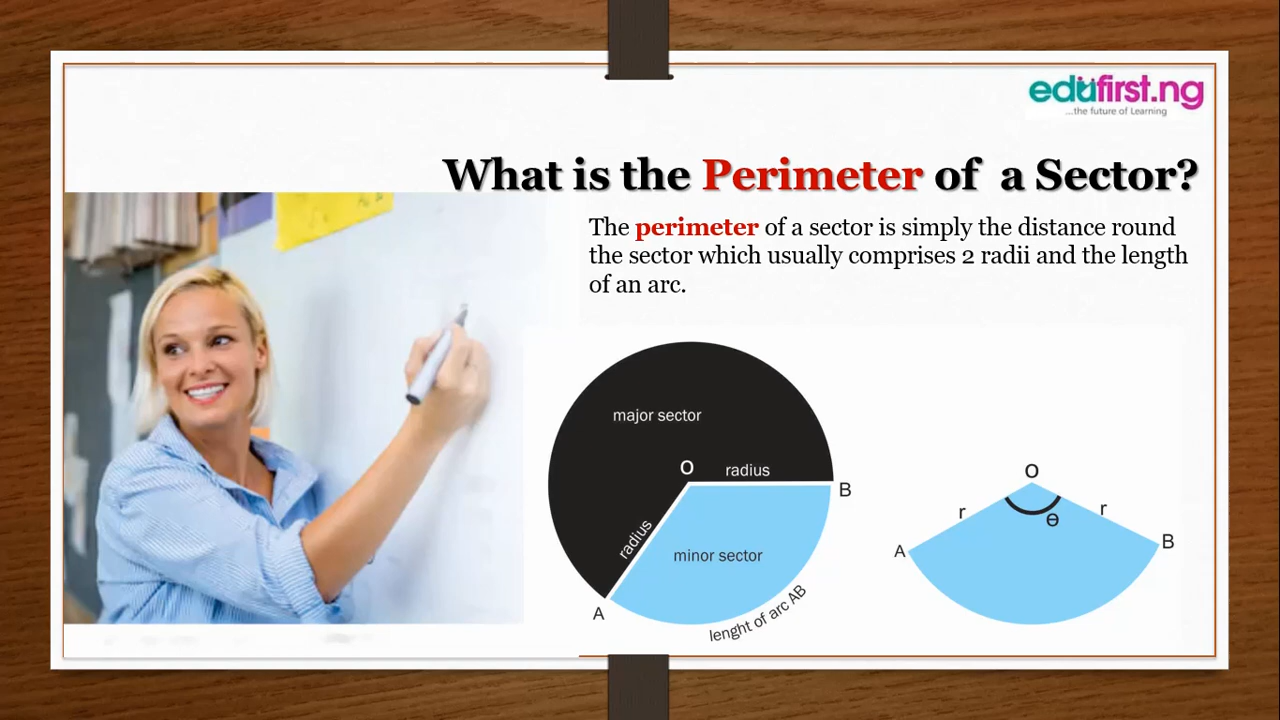 edufirst.ng
...the future of Learning
What is the Perimeter of a Sector?
The perimeter of a sector is simply the distance round
the sector which usually comprises 2 radii and the length
of an arc.
major sector
O
radius
B
radius
minor sector
A
lenght of arc AB
O
r
r
Ɵ
A
B